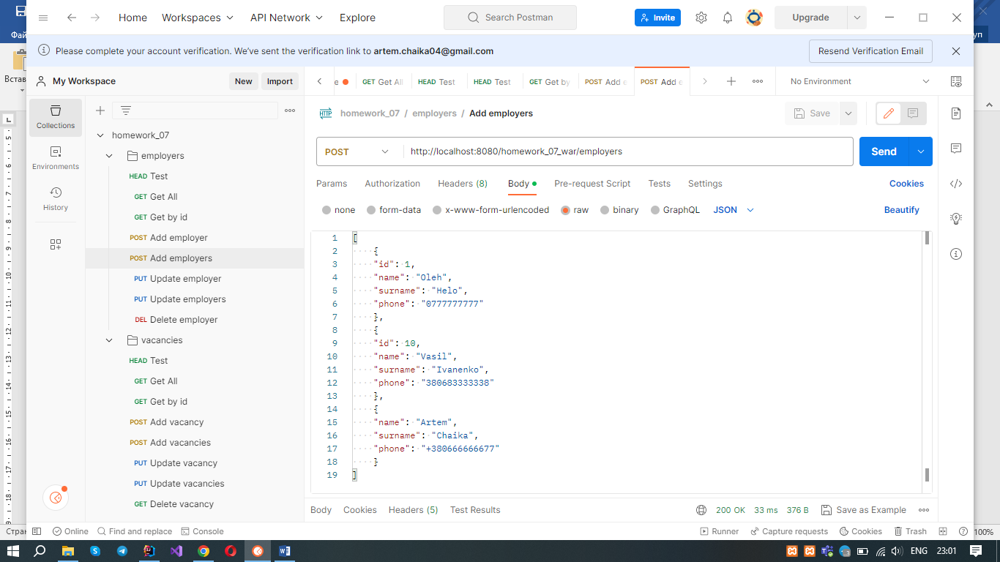 Home Workspaces API Network Explore Search Postman Invite Upgrade
Фай
уп
Please complete your account verification. We've sent the verification link to artem.chaika04@gmail.com Resend Verification Email
Встав
My Workspace New Import
e GET Get Al HEAD Test HEAD Test GET Get by POST Add e POST Add e No Environment
Collections
Environments
History
homework_07
employers
HEAD Test
GET Get All
GET Get by id
POST Add employer
POST Add employers
PUT Update employer
PUT Update employers
DEL Delete employer
vacancies
HEAD Test
GET Get All
GET Get by id
POST Add vacancy
POST Add vacancies
PUT Update vacancy
PUT Update vacancies
GET Delete vacancy
HTTP homework_07 / employers / Add employers Save
POST http://localhost:8080/homework_07_war/employers Send
Params Authorization Headers (8) Body Pre-request Script Tests Settings Cookies
none form-data x-www-form-urlencoded raw binary GraphQL JSON Beautify
1 [
2 {
3 "id": 1,
4 "name": "Oleh",
5 "surname": "Helo",
6 "phone": "0777777777"
7 },
8 {
9 "id": 10,
10 "name": "Vasil",
11 "surname": "Ivanenko",
12 "phone": "380683333338"
13 },
14 {
15 "name": "Artem",
16 "surname": "Chaika",
17 "phone": "+380666666677"
18 }
19 ]
Body Cookies Headers (5) Test Results 200 OK 33 ms 376 B Save as Example
Стран
Online Find and replace Console Runner Capture requests Cookies Trash
100%
ENG 23:01